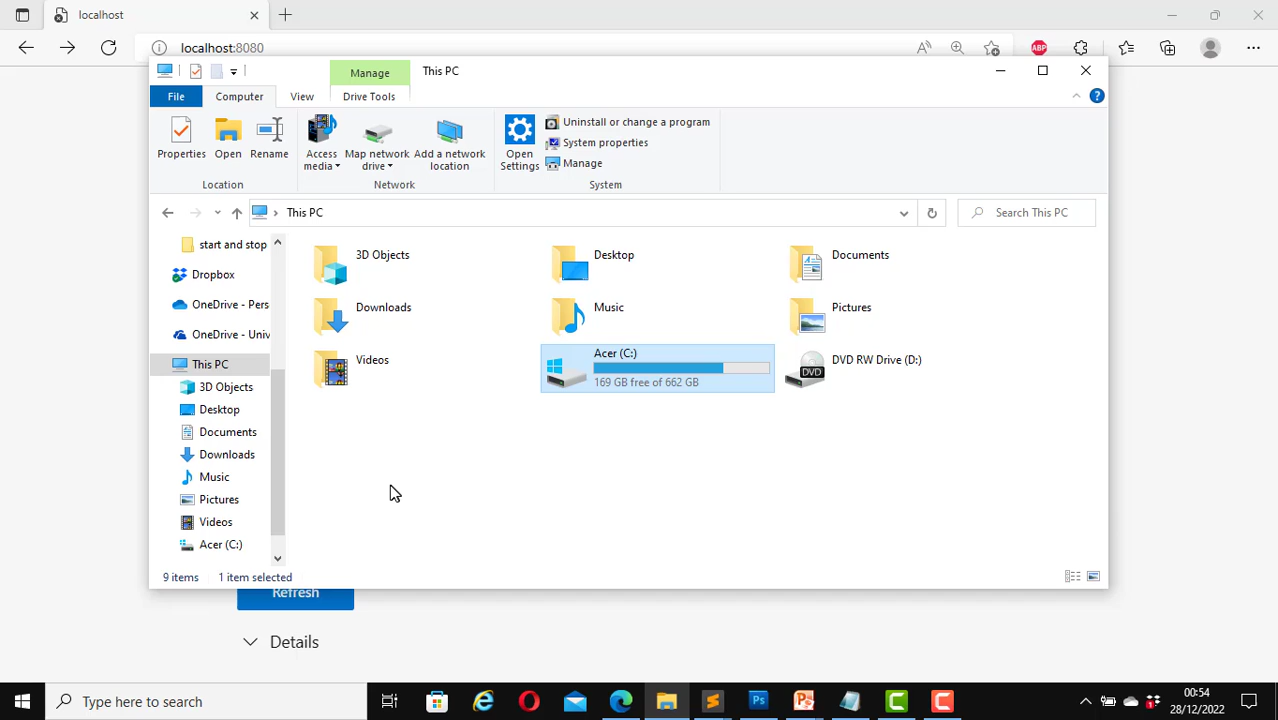 localhost
localhost:8080
ABP
Manage
This PC
File
Computer
View
Drive Tools
Properties
Open
Rename
Access media
Map network drive
Add a network location
Open Settings
Uninstall or change a program
System properties
Manage
Location
Network
System
This PC
Search This PC
start and stop
Dropbox
OneDrive - Pers
OneDrive - Univ
This PC
3D Objects
Desktop
Documents
Downloads
Music
Pictures
Videos
Acer (C:)
3D Objects
Desktop
Documents
Downloads
Music
Pictures
Videos
Acer (C:)
169 GB free of 662 GB
DVD
DVD RW Drive (D:)
9 items
1 item selected
Refresh
Details
Type here to search
Ps
00:54
28/12/2022